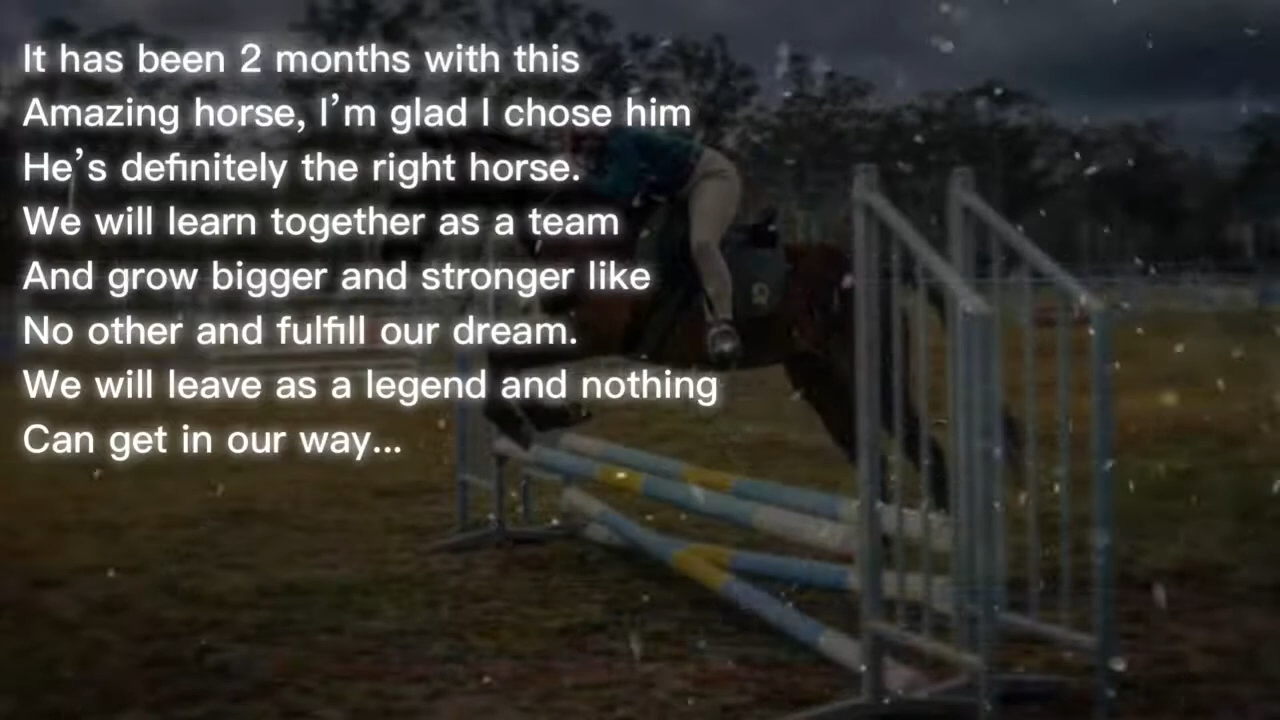 It has been 2 months with this
Amazing horse, I’m glad I chose him
He’s definitely the right horse.
We will learn together as a team
And grow bigger and stronger like
No other and fulfill our dream.
We will leave as a legend and nothing
Can get in our way...